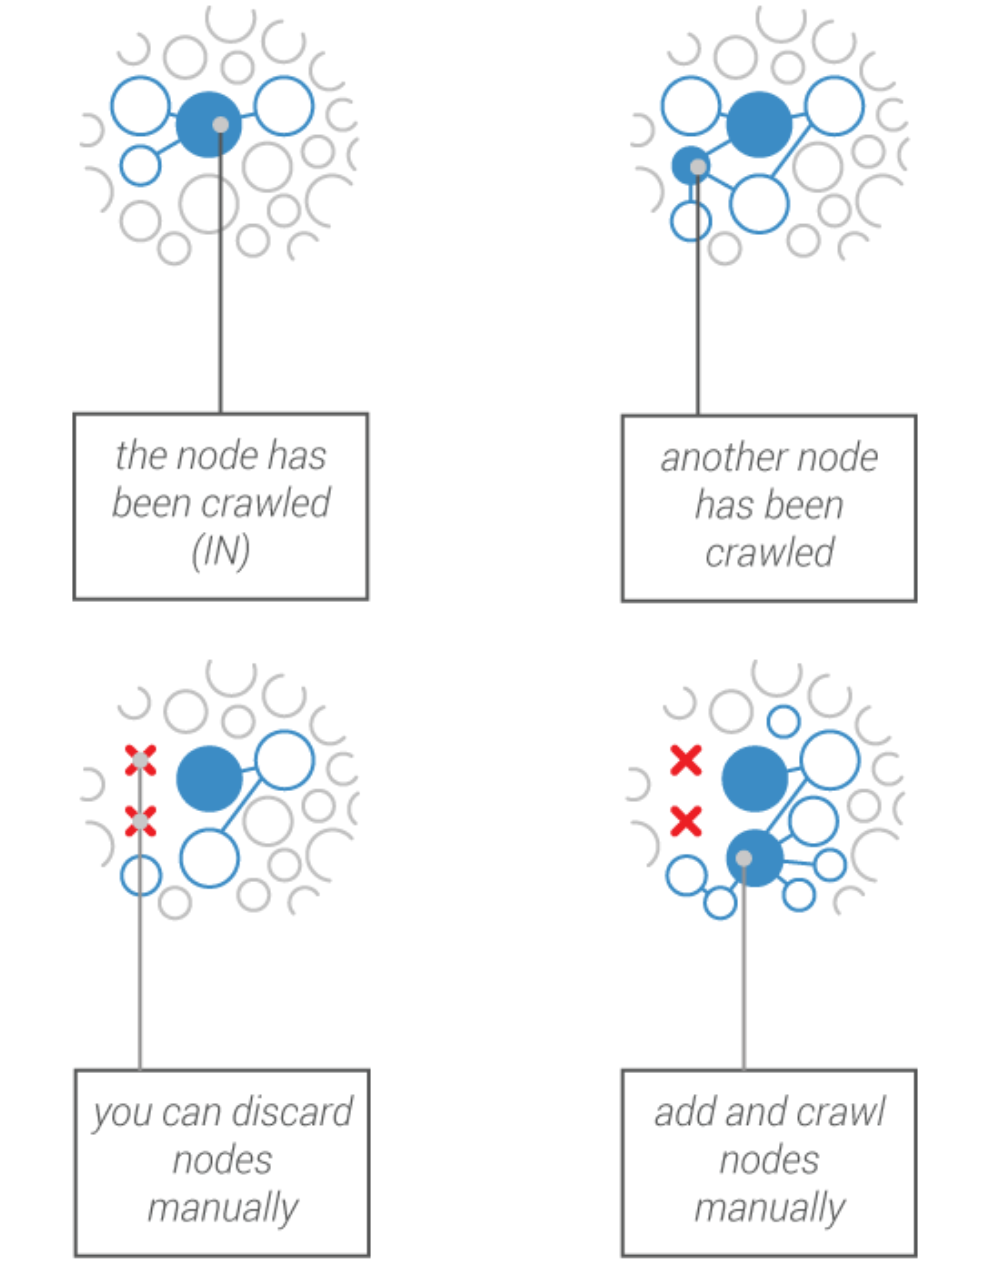 the node has
been crawled
(IN)
another node
has been
crawled
you can discard
nodes
manually
add and crawl
nodes
manually